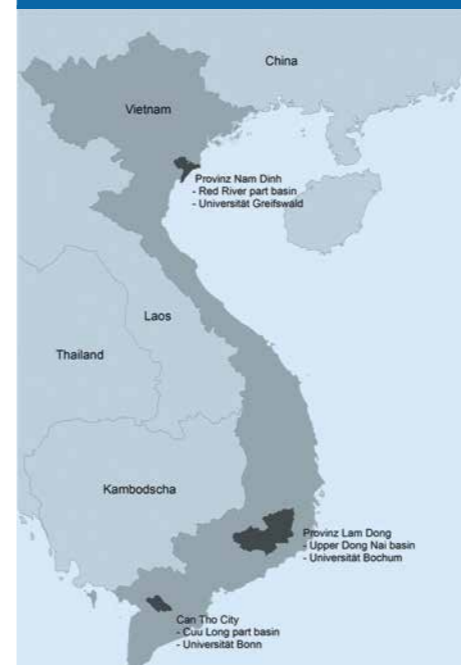 China
Vietnam
Provinz Nam Dinh
- Red River part basin
- Universität Greifswald
Laos
Thailand
Kambodscha
Provinz Lam Dong
- Upper Dong Nai basin
- Universität Bochum
Can Tho City
- Cuu Long part basin
- Universität Bonn